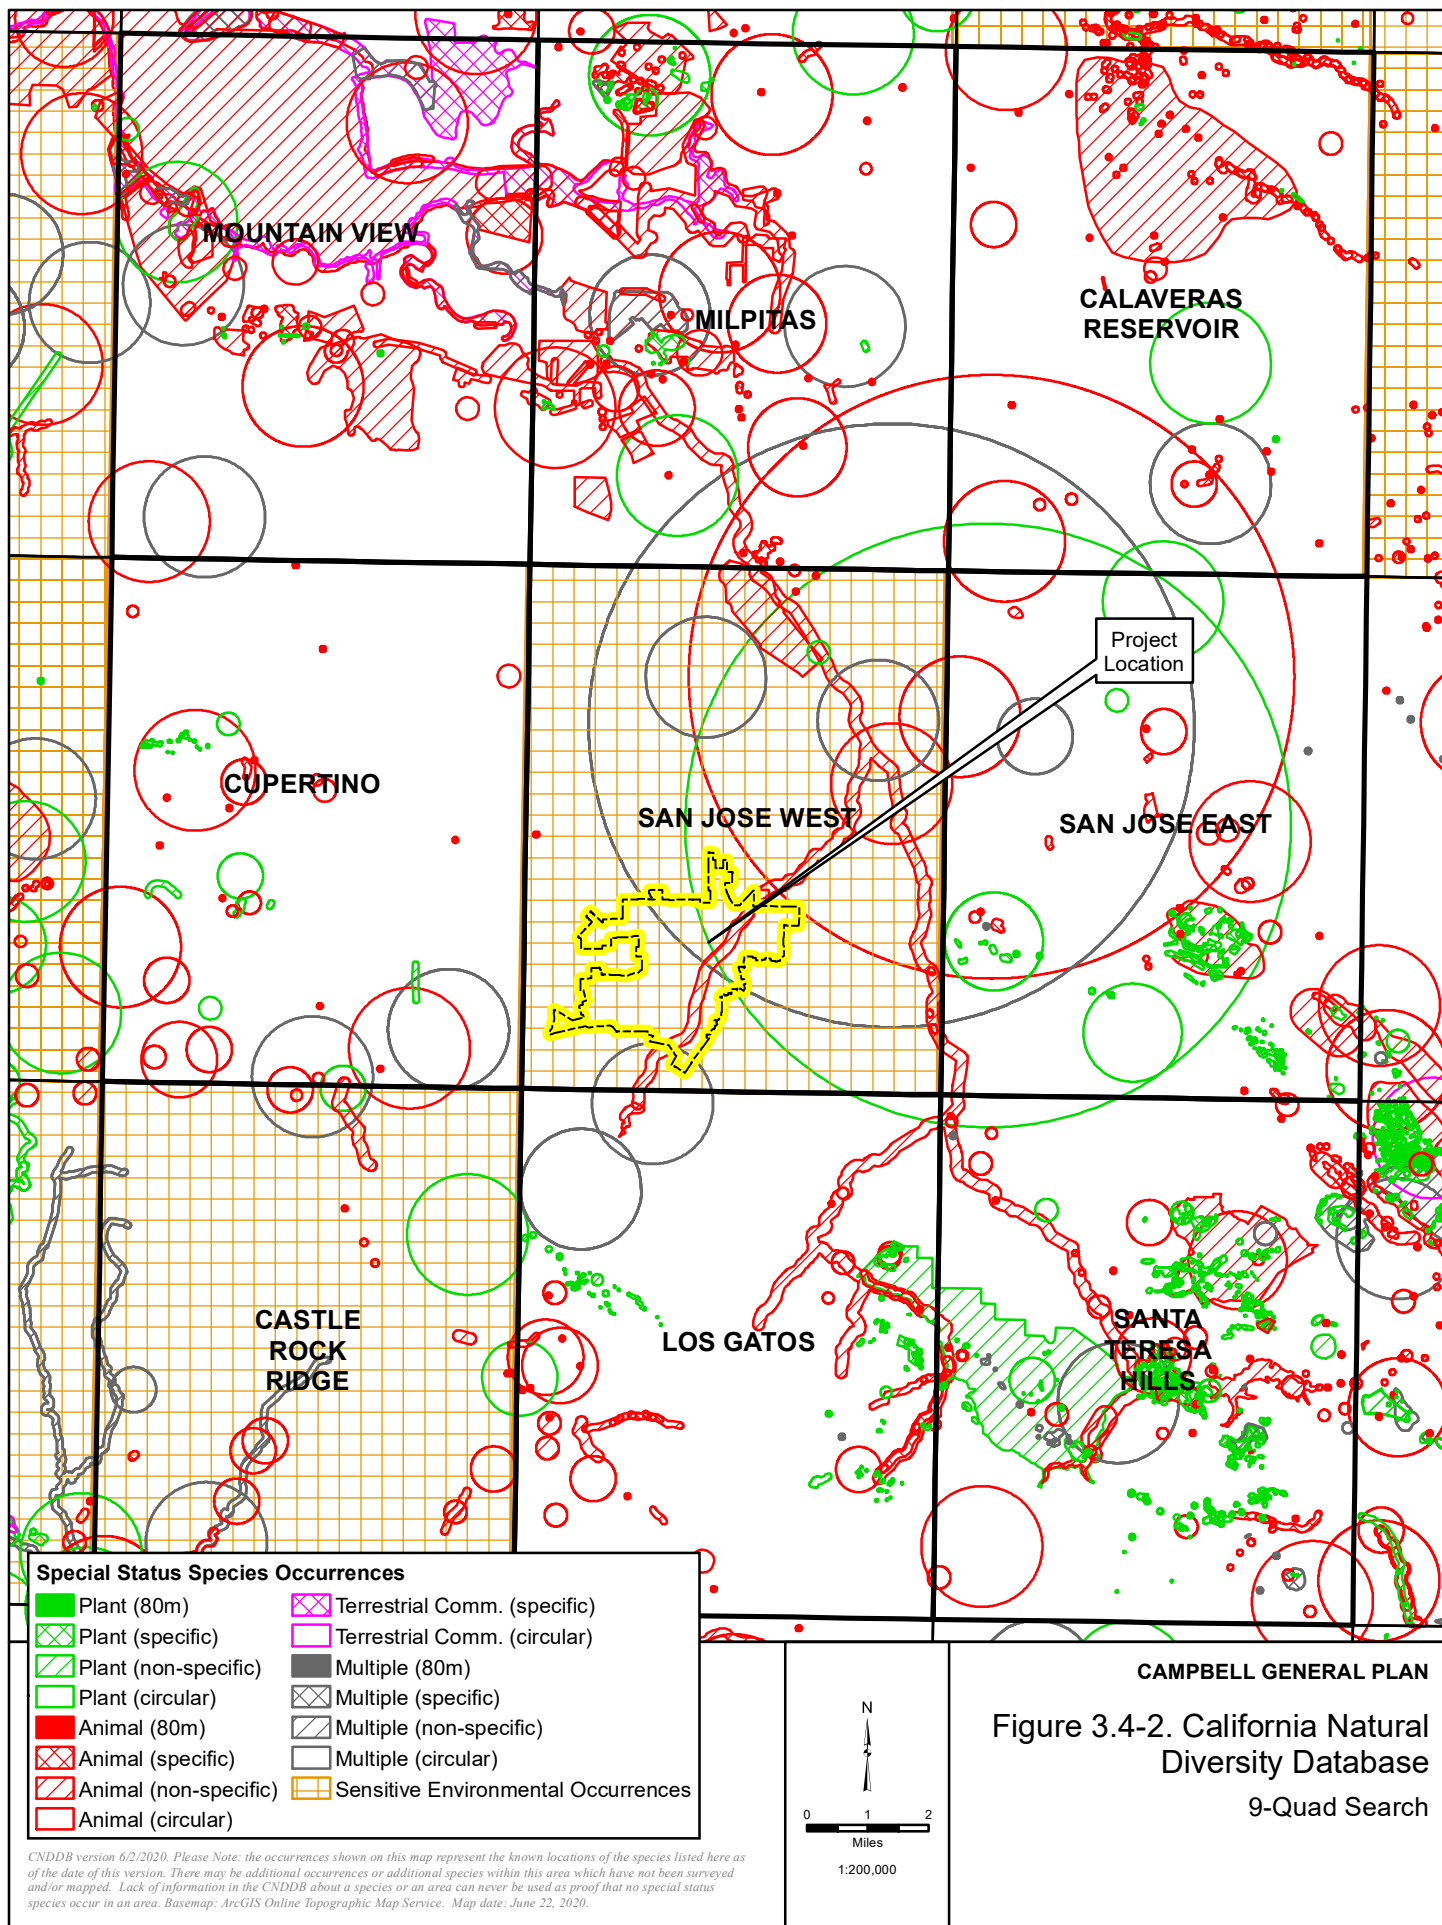 MOUNTAIN VIEW
MILPITAS
CALAVERAS
RESERVOIR
Project
Location
CUPERTINO
SAN JOSE WEST
SAN JOSE EAST
CASTLE
ROCK
RIDGE
LOS GATOS
SANTA
TERESA
HILLS
Special Status Species Occurrences
Plant (80m)
Plant (specific)
Plant (non-specific)
Plant (circular)
Animal (80m)
Animal (specific)
Animal (non-specific)
Animal (circular)
Terrestrial Comm. (specific)
Terrestrial Comm. (circular)
Multiple (80m)
Multiple (specific)
Multiple (non-specific)
Multiple (circular)
Sensitive Environmental Occurrences
CNDDB version 6/2/2020. Please Note: the occurrences shown on this map represent the known locations of the species listed here as
of the date of this version. There may be additional occurrences or additional species within this area which have not been surveyed
and/or mapped. Lack of information in the CNDDB about a species or an area can never be used as proof that no special status
species occur in an area. Basemap: ArcGIS Online Topographic Map Service. Map date: June 22, 2020.
N
0 1 2
Miles
1:200,000
CAMPBELL GENERAL PLAN
Figure 3.4-2. California Natural
Diversity Database
9-Quad Search